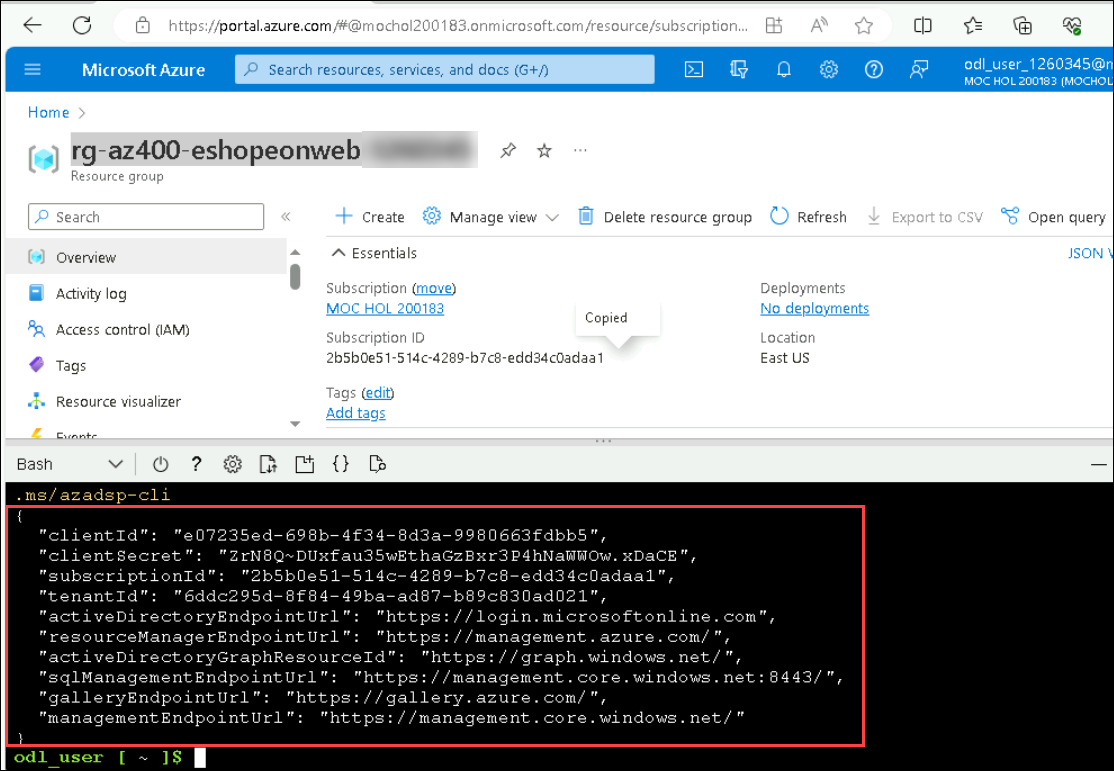 https://portal.azure.com/#@mochol200183.onmicrosoft.com/resource/subscription...
Microsoft Azure
Search resources, services, and docs (G+/)
odl_user_1260345@m
MOC HOL 200183 (MOCHOL
Home >
rg-az400-eshopeonweb
Resource group
Search
Create
Manage view
Delete resource group
Refresh
Export to CSV
Open query
Overview
Activity log
Access control (IAM)
Tags
Resource visualizer
Events
Essentials
JSON V
Subscription (move)
MOC HOL 200183
Subscription ID
2b5b0e51-514c-4289-b7c8-edd34c0adaa1
Copied
Tags (edit)
Add tags
Deployments
No deployments
Location
East US
Bash
.ms/azadsp-cli
{
"clientId": "e07235ed-698b-4f34-8d3a-9980663fdbb5",
"clientSecret": "ZrN8Q~DUxfau35wEthaGzBxr3P4hNaWWOw.xDaCE",
"subscriptionId": "2b5b0e51-514c-4289-b7c8-edd34c0adaa1",
"tenantId": "6ddc295d-8f84-49ba-ad87-b89c830ad021",
"activeDirectoryEndpointUrl": "https://login.microsoftonline.com",
"resourceManagerEndpointUrl": "https://management.azure.com/",
"activeDirectoryGraphResourceId": "https://graph.windows.net/",
"sqlManagementEndpointUrl": "https://management.core.windows.net:8443/",
"galleryEndpointUrl": "https://gallery.azure.com/",
"managementEndpointUrl": "https://management.core.windows.net/"
}
odl_user [ ~ ]$